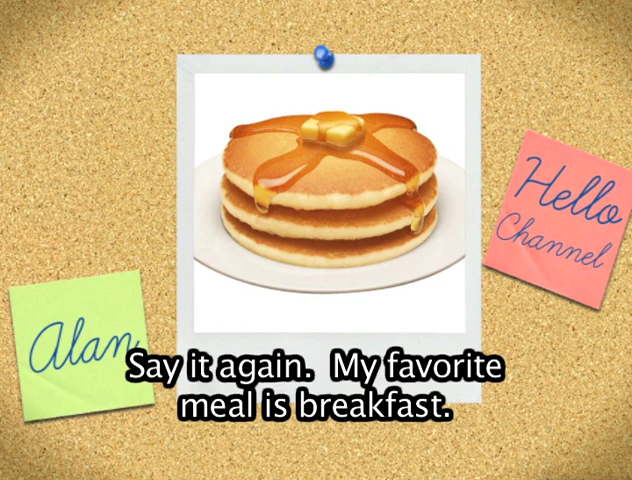 Hello
Channel
Alan
Say it again.  My favorite
meal is breakfast.